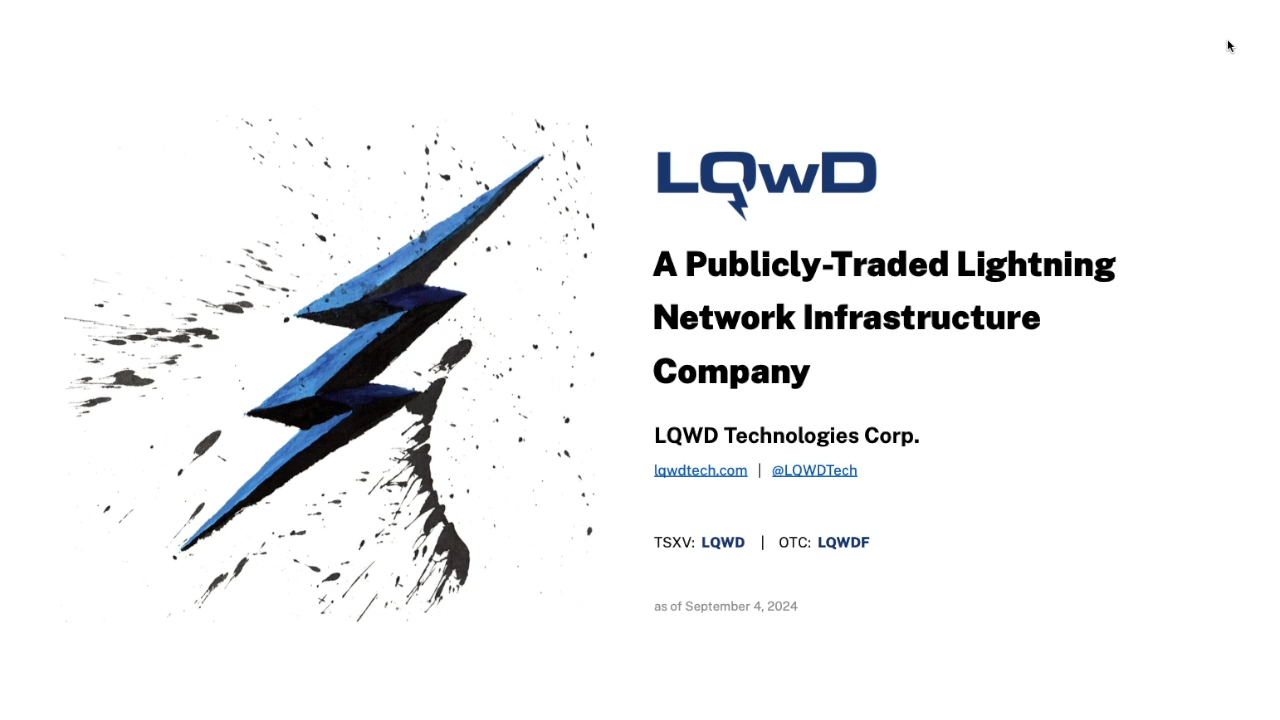 LQwD
A Publicly-Traded Lightning
Network Infrastructure
Company
LQWD Technologies Corp.
lqwdtech.com | @LQWDTech
TSXV: LQWD | OTC: LQWDF
as of September 4, 2024